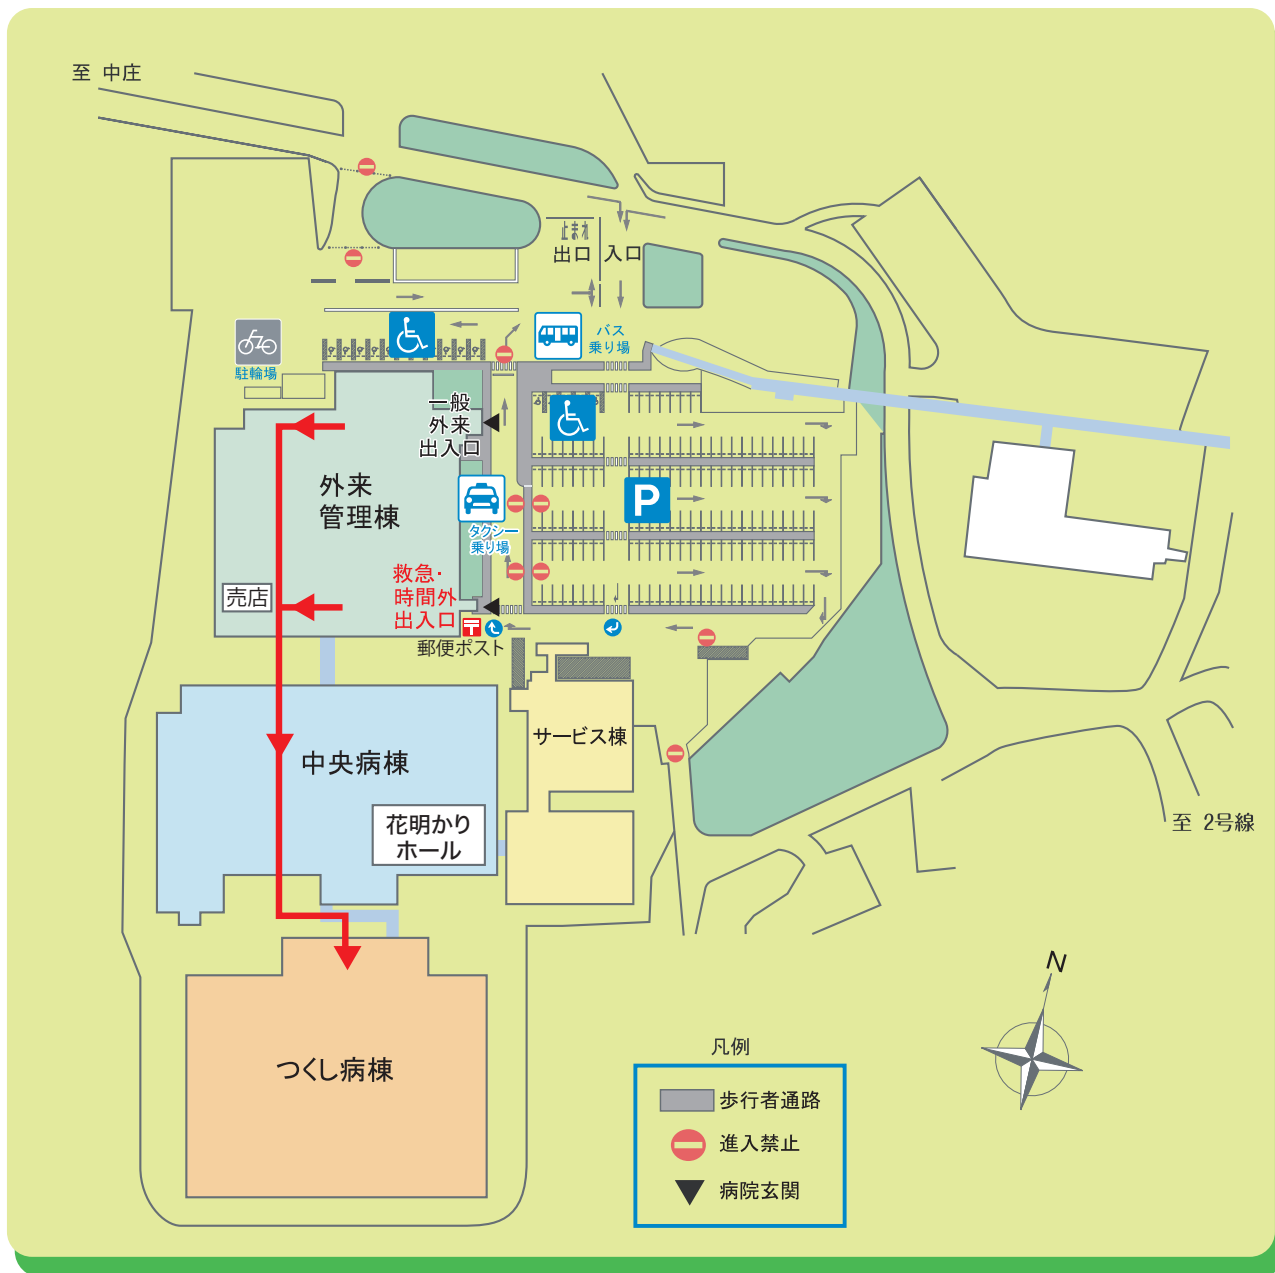 至 中庄
止まれ
出口
入口
バス
乗り場
駐輪場
一般
外来
出入口
外来
管理棟
P
タクシー
乗り場
救急・
時間外
出入口
売店
郵便ポスト
サービス棟
中央病棟
花明かり
ホール
至 2号線
つくし病棟
N
凡例
歩行者通路
進入禁止
病院玄関